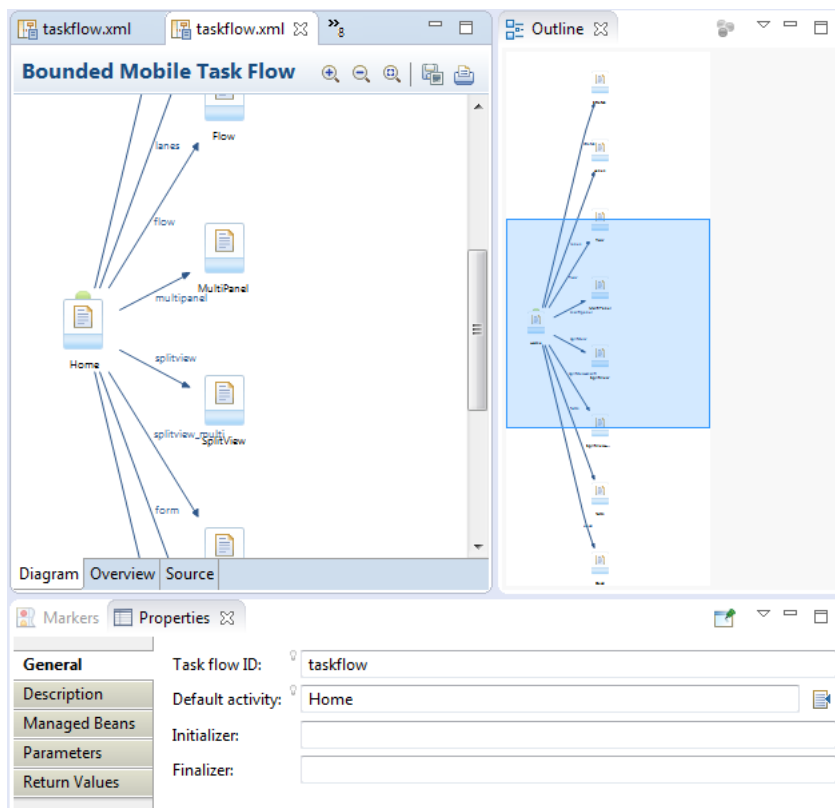 taskflow.xml
taskflow.xml
»8
Outline
Bounded Mobile Task Flow
lanes
Flow
flow
MultiPanel
multipanel
Home
splitview
splitview_multi
SplitView
form
Diagram Overview Source
Markers Properties
General
Description
Managed Beans
Parameters
Return Values
Task flow ID: taskflow
Default activity: Home
Initializer:
Finalizer: